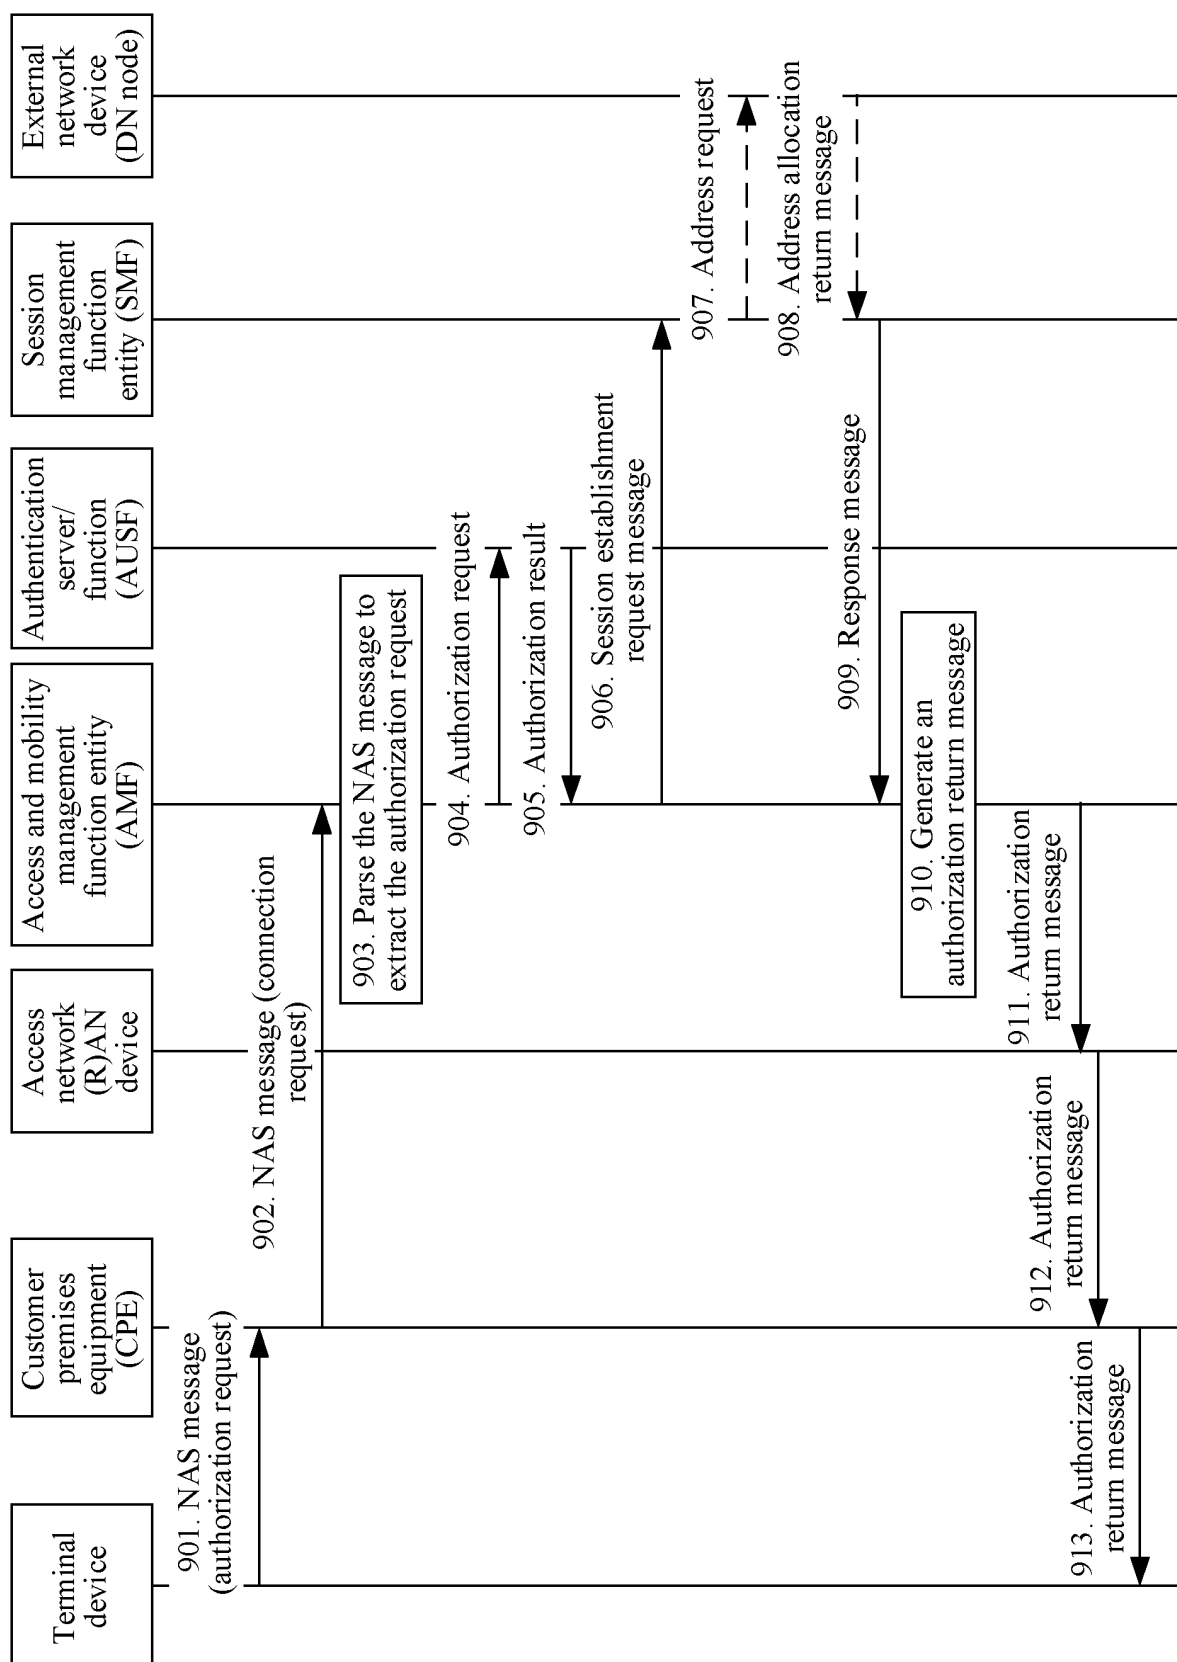 Terminal
device
Customer
premises
equipment
(CPE)
Access
network
(R)AN
device
Access and mobility
management
function entity
(AMF)
Authentication
server/
function
(AUSF)
Session
management
function
entity (SMF)
External
network
device
(DN node)
901. NAS message
(authorization request)
902. NAS message (connection
request)
903. Parse the NAS message to
extract the authorization request
904. Authorization request
905. Authorization result
906. Session establishment
request message
907. Address request
908. Address allocation
return message
909. Response message
910. Generate an
authorization return message
911. Authorization
return message
912. Authorization
return message
913. Authorization
return message